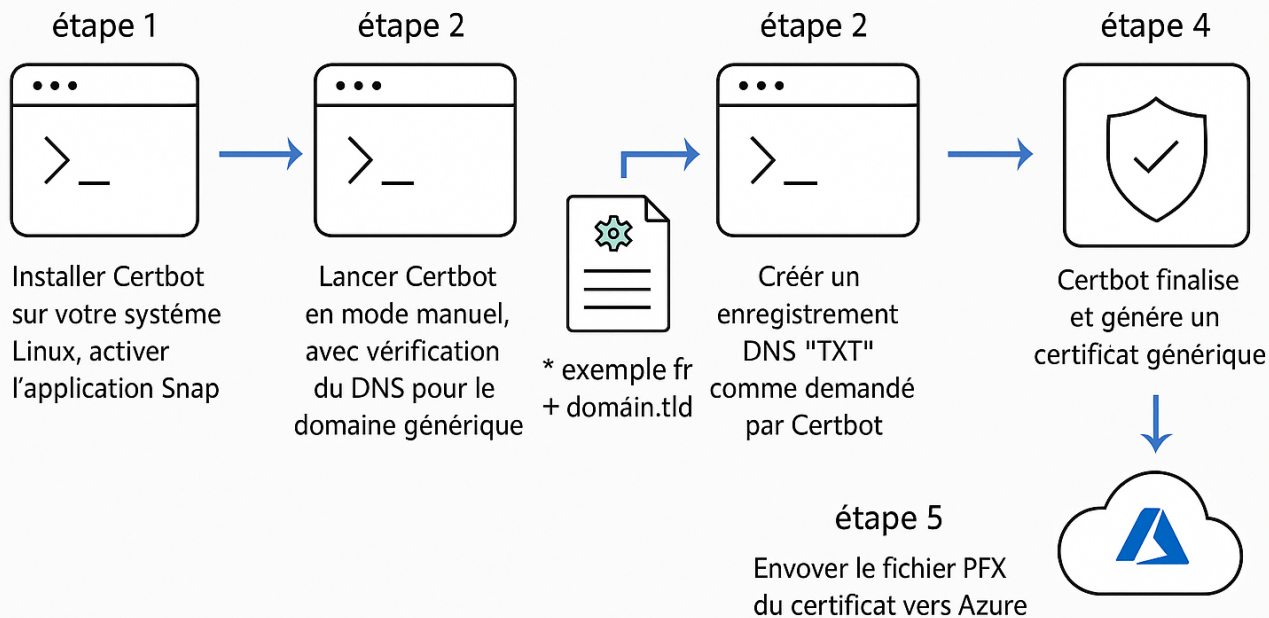 étape 1
Installer Certbot
sur votre systéme
Linux, activer
l'application Snap
étape 2
Lancer Certbot
en mode manuel,
avec vérification
du DNS pour le
domaine générique
* exemple fr
+ domáin.tld
étape 2
Créér un
enregistrement
DNS "TXT"
comme demandé
par Certbot
étape 4
Certbot finalise
et génére un
certificat générique
étape 5
Envover le fichier PFX
du certificat vers Azure